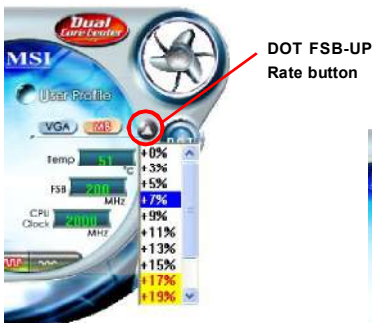 Dual
Core Center
MSI
User Profile
VGA
MB
DOT FSB-UP
Rate button
Temp 51 °C
FSB 200 MHz
CPU Clock 2000 MHz
+0%
+3%
+5%
+7%
+9%
+11%
+13%
+15%
+17%
+19%